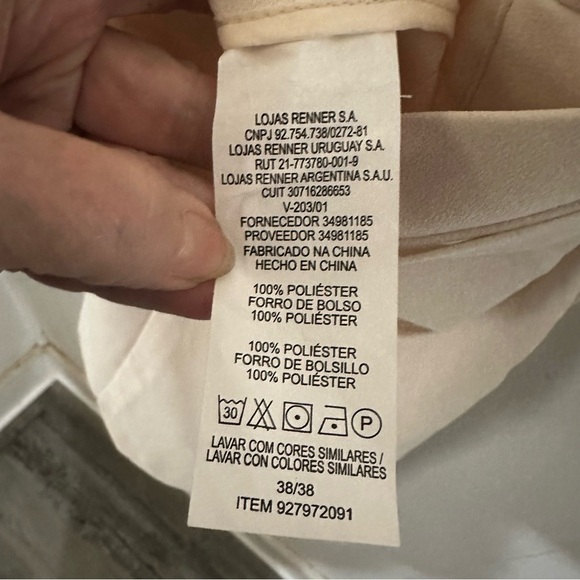 LOJAS RENNER S.A.
CNPJ 92.754.738/0272-81
LOJAS RENNER URUGUAY S.A.
RUT 21-773780-001-9
LOJAS RENNER ARGENTINA S.A.U.
CUIT 30716286653
V-203/01
FORNECEDOR 34981185
PROVEEDOR 34981185
FABRICADO NA CHINA
HECHO EN CHINA
100% POLIÉSTER
FORRO DE BOLSO
100% POLIÉSTER
100% POLIÉSTER
FORRO DE BOLSILLO
100% POLIÉSTER
30 P
LAVAR COM CORES SIMILARES /
LAVAR CON COLORES SIMILARES
38/38
ITEM 927972091